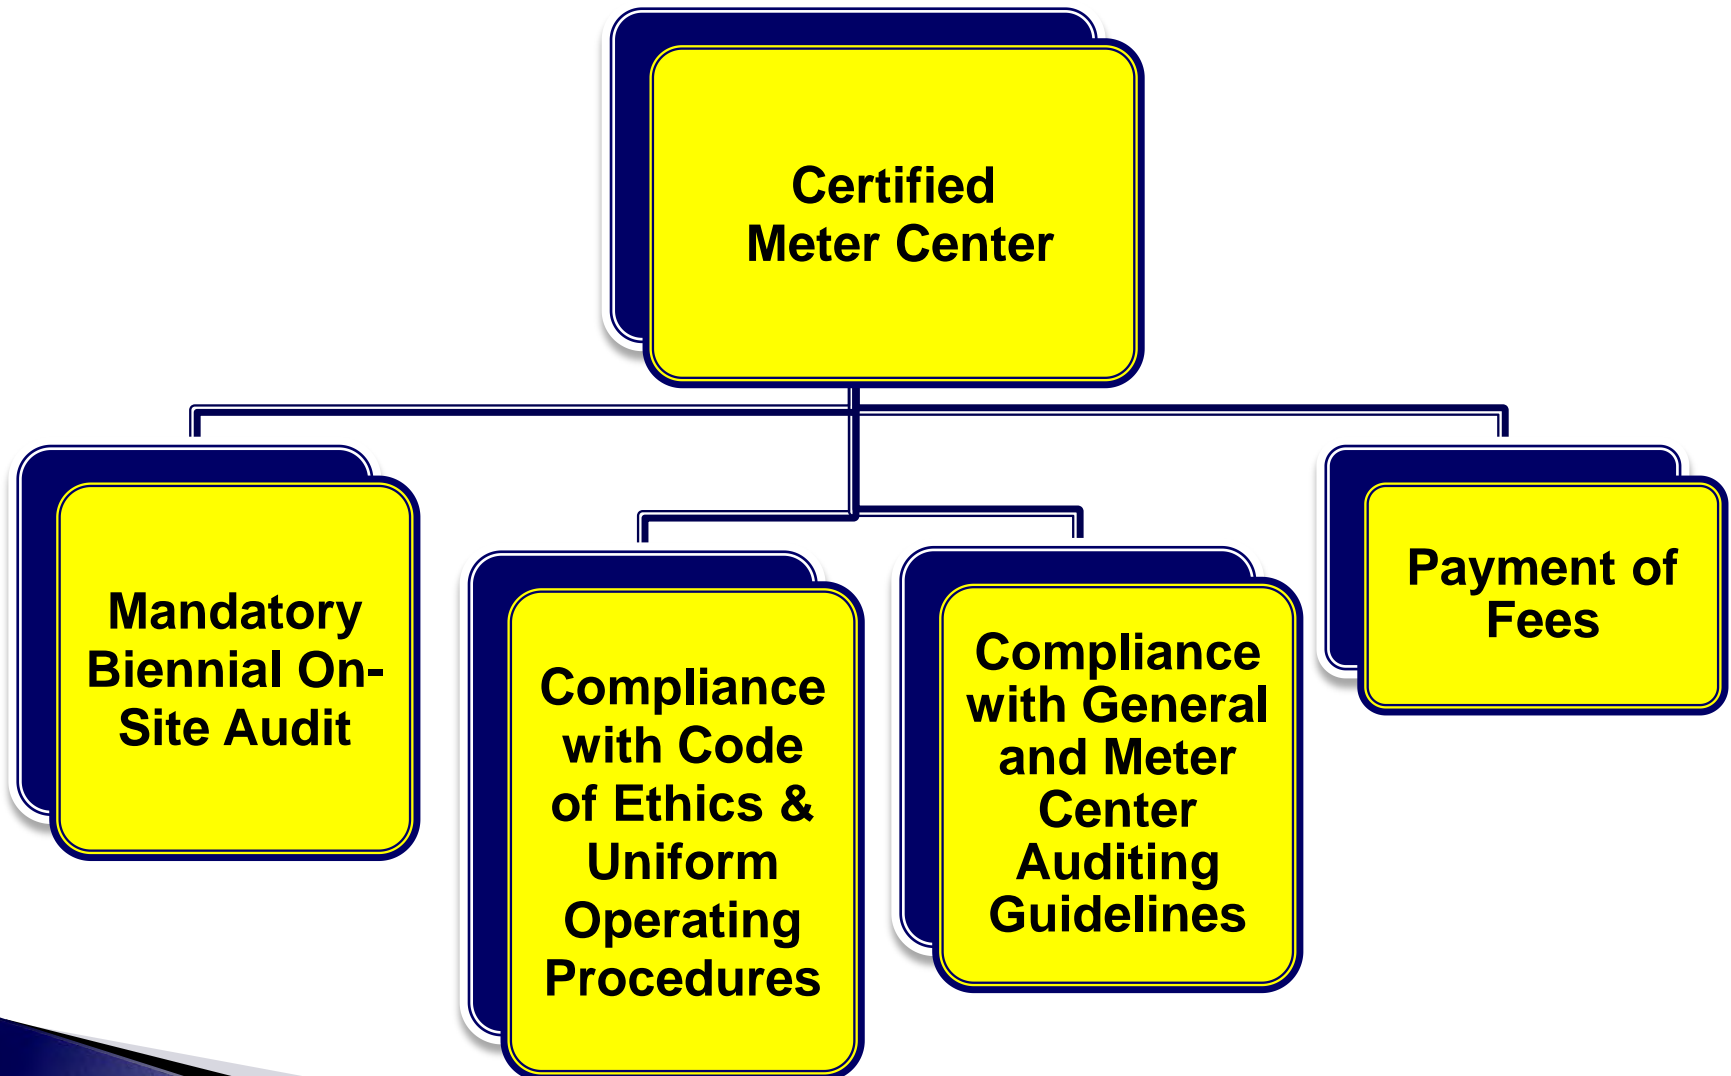 Certified
Meter Center
Mandatory
Biennial On-
Site Audit
Compliance
with Code
of Ethics &
Uniform
Operating
Procedures
Compliance
with General
and Meter
Center
Auditing
Guidelines
Payment of
Fees